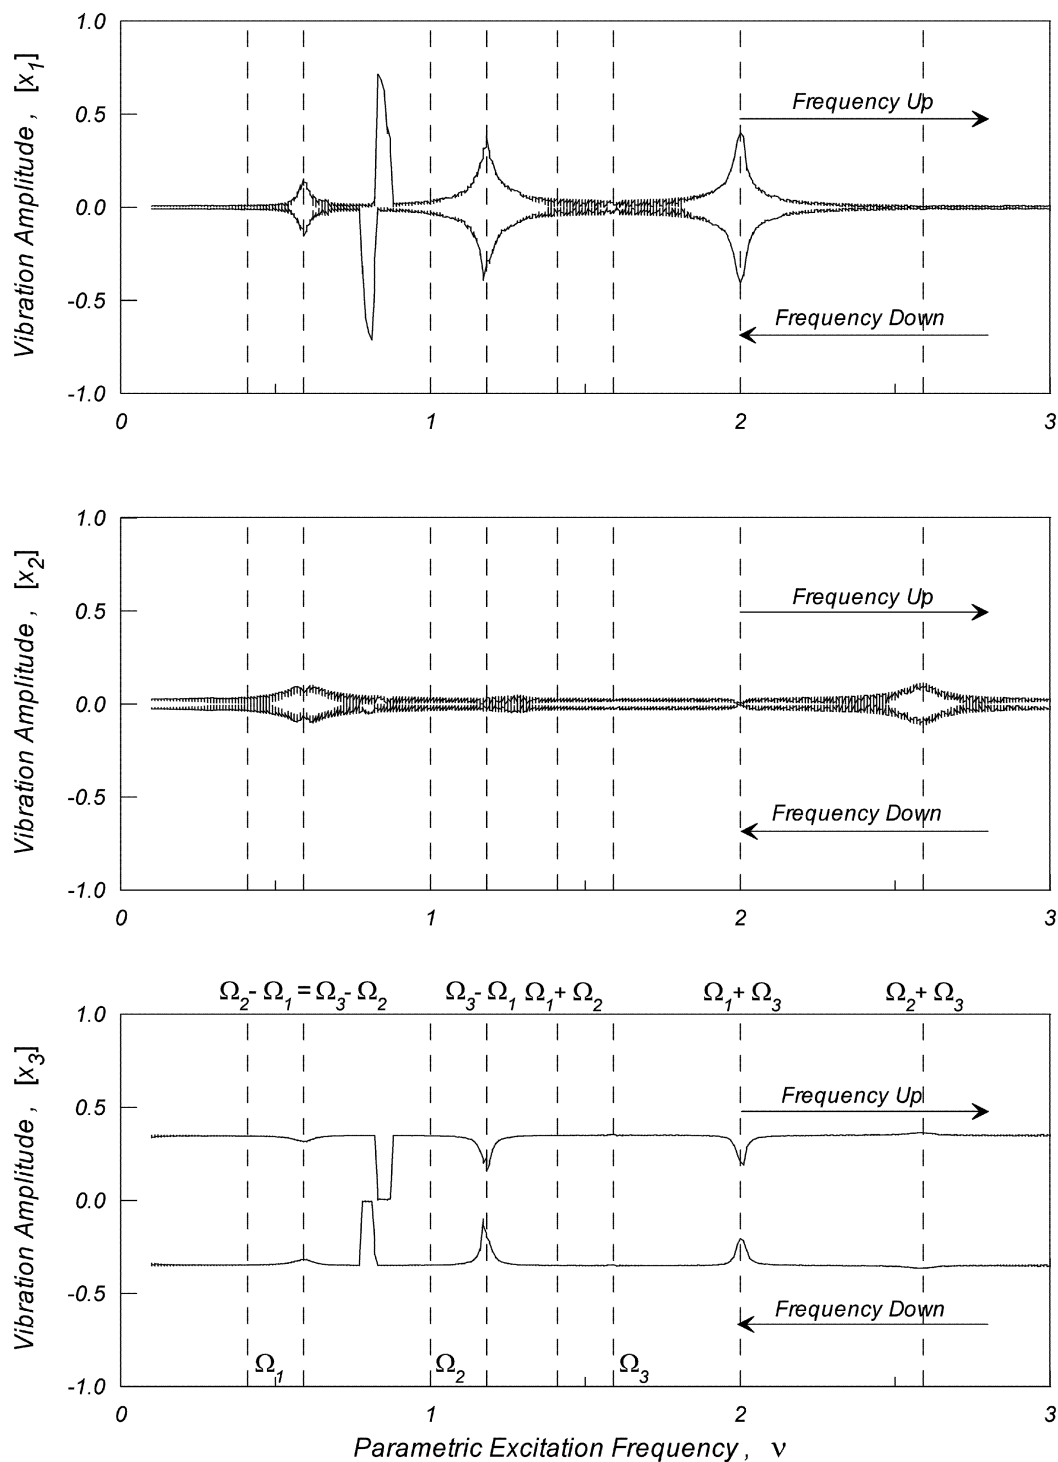 1.0
Vibration Amplitude , [x1]
0.5
Frequency Up
0.0
-0.5
Frequency Down
-1.0
0 1 2 3
1.0
Vibration Amplitude , [x2]
0.5
Frequency Up
0.0
-0.5
Frequency Down
-1.0
0 1 2 3
Ω2 - Ω1 = Ω3 - Ω2 Ω3 - Ω1 Ω1 + Ω2 Ω1 + Ω3 Ω2 + Ω3
1.0
Vibration Amplitude , [x3]
0.5
Frequency Up
0.0
-0.5
Frequency Down
Ω1 Ω2 Ω3
-1.0
0 1 2 3
Parametric Excitation Frequency , ν